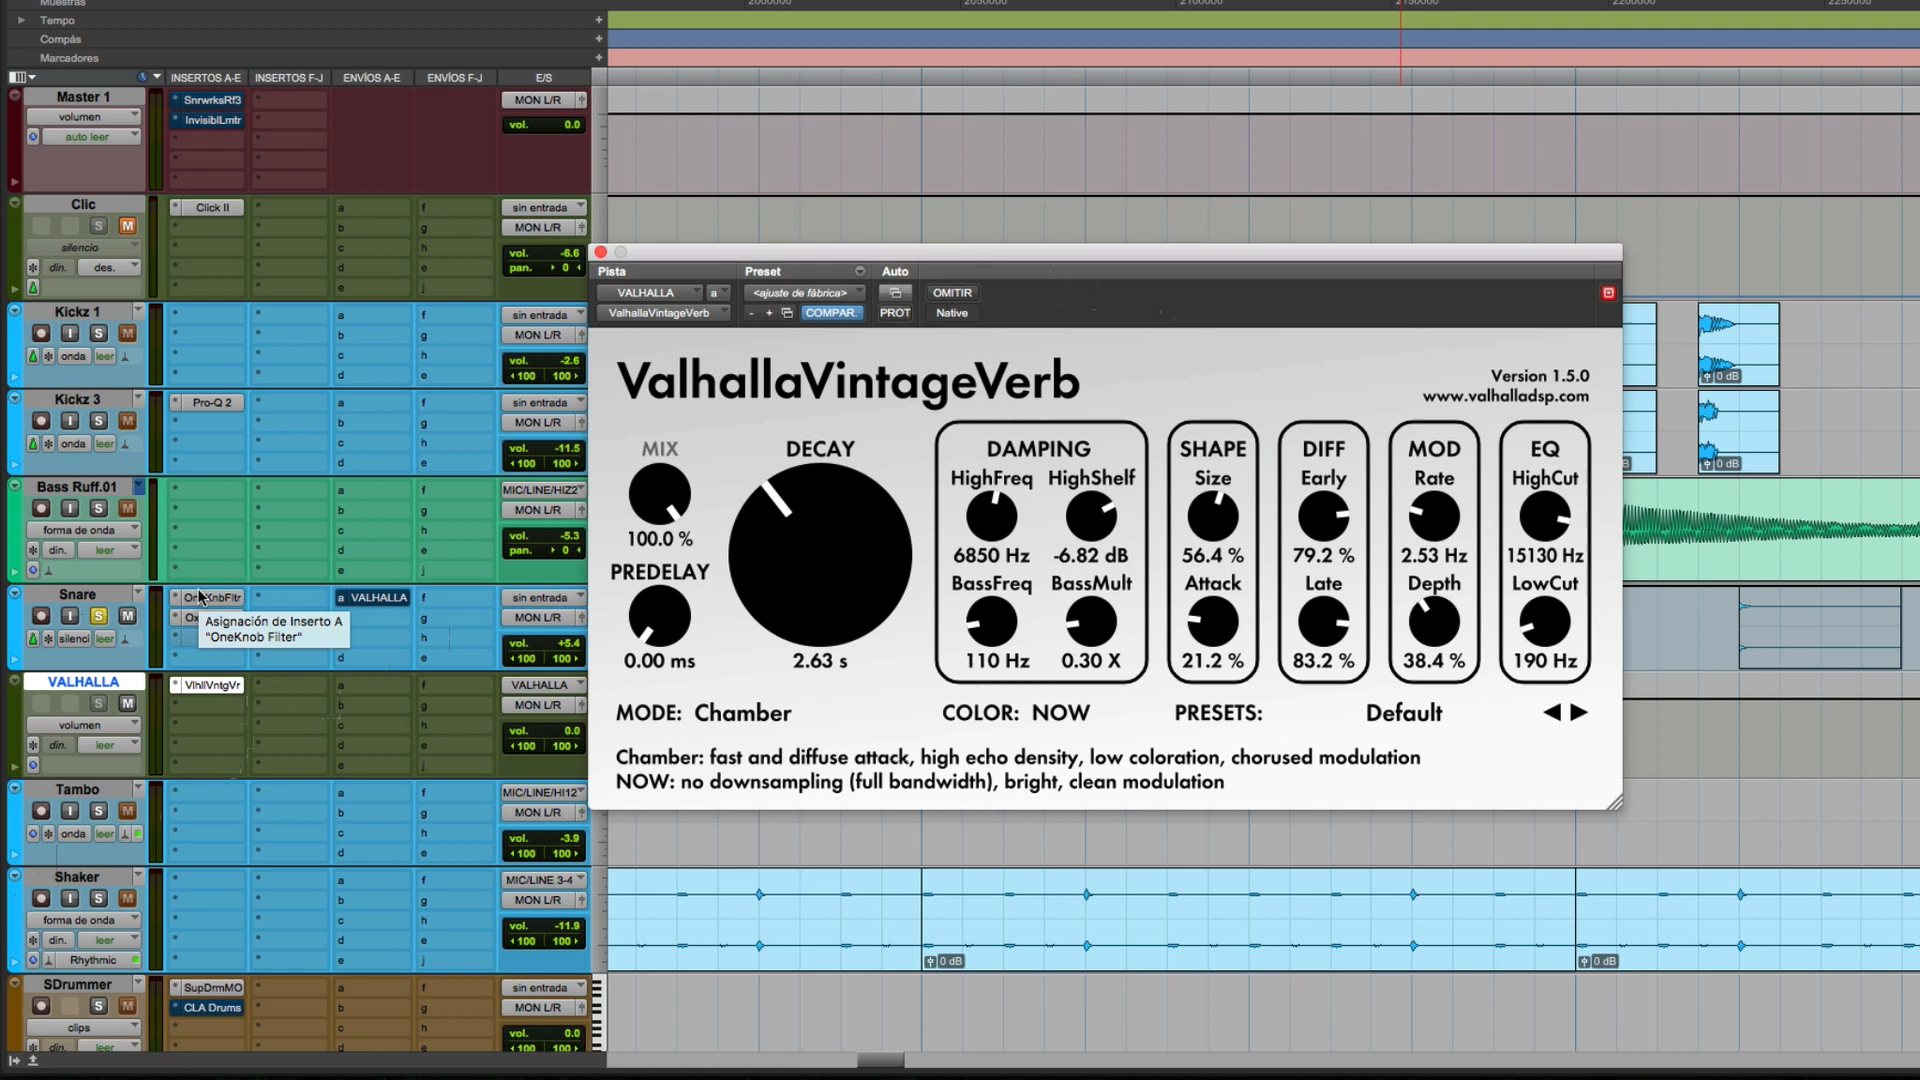 Muestras
2000000 2050000 2100000 2150000 2200000 2250000
Tempo
Compás
Marcadores
INSERTOS A-E INSERTOS F-J ENVÍOS A-E ENVÍOS F-J E/S
Master 1
volumen
auto leer
SnrwrksRf3
InvisiblLmtr
MON L/R
vol. 0.0
Clic
S M
silencio
din. des.
Click II
a f
b g
c h
d e
e j
sin entrada
MON L/R
vol. -6.6
pan. 0
Kickz 1
I S M
onda leer
a f
b g
c h
d e
sin entrada
MON L/R
vol. -2.6
100 100
Kickz 3
I S M
onda leer
Pro-Q 2
a f
b g
c h
d e
sin entrada
MON L/R
vol. -11.5
100 100
Bass Ruff.01
I S M
forma de onda
din. leer
a f
b g
c h
d e
e j
MIC/LINE/HIZ2
MON L/R
vol. -5.3
pan. 0
Snare
I S M
silenci leer
a VALHALLA f
g
h
d e
sin entrada
MON L/R
vol. +5.4
100 100
Asignación de Inserto A
"OneKnob Filter"
VALHALLA
S M
volumen
din. leer
VlhllVntgVr
a f
b g
c h
d e
e j
VALHALLA
MON L/R
vol. 0.0
100 100
Tambo
I S M
onda leer
a f
b g
c h
d e
MIC/LINE/HI12
MON L/R
vol. -3.9
100 100
Shaker
I S M
forma de onda
din. leer
Rhythmic
a f
b g
c h
d e
e j
MIC/LINE 3-4
MON L/R
vol. -11.9
100 100
SDrummer
S M
clips
din. leer
SupDrmMO
CLA Drums
a f
b g
c h
d e
sin entrada
MON L/R
vol. 0.0
100 100
Pista Preset Auto
VALHALLA a <ajuste de fábrica> OMITIR
ValhallaVintageVerb - + COMPAR. PROT Native
ValhallaVintageVerb
Version 1.5.0
www.valhalladsp.com
MIX
100.0 %
PREDELAY
0.00 ms
DECAY
2.63 s
DAMPING
HighFreq HighShelf
6850 Hz -6.82 dB
BassFreq BassMult
110 Hz 0.30 X
SHAPE
Size
56.4 %
Attack
21.2 %
DIFF
Early
79.2 %
Late
83.2 %
MOD
Rate
2.53 Hz
Depth
38.4 %
EQ
HighCut
15130 Hz
LowCut
190 Hz
MODE: Chamber COLOR: NOW PRESETS: Default
Chamber: fast and diffuse attack, high echo density, low coloration, chorused modulation
NOW: no downsampling (full bandwidth), bright, clean modulation
0 dB
0 dB
0 dB
0 dB